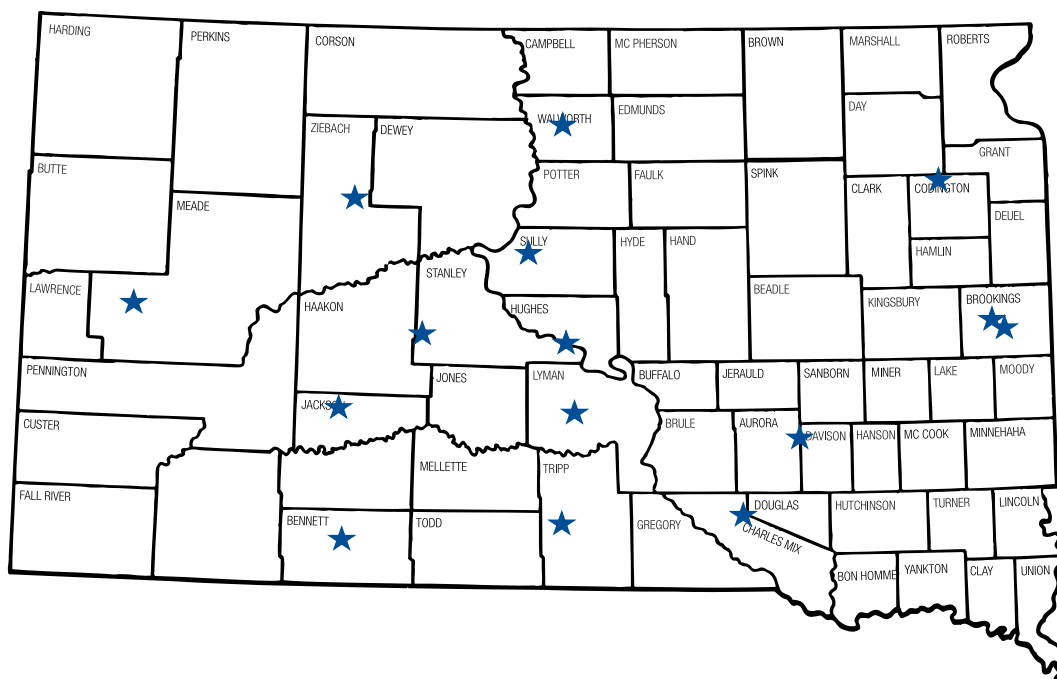 HARDING
PERKINS
CORSON
CAMPBELL
MC PHERSON
BROWN
MARSHALL
ROBERTS
ZIEBACH
DEWEY
WALWORTH
EDMUNDS
DAY
GRANT
BUTTE
MEADE
POTTER
FAULK
SPINK
CLARK
CODINGTON
DEUEL
HAMLIN
SULLY
HYDE
HAND
STANLEY
LAWRENCE
HAAKON
HUGHES
BEADLE
KINGSBURY
BROOKINGS
PENNINGTON
JACKSON
JONES
LYMAN
BUFFALO
JERAULD
SANBORN
MINER
LAKE
MOODY
CUSTER
BRULE
AURORA
DAVISON
HANSON
MC COOK
MINNEHAHA
FALL RIVER
BENNETT
MELLETTE
TODD
TRIPP
GREGORY
DOUGLAS
CHARLES MIX
HUTCHINSON
TURNER
LINCOLN
BON HOMME
YANKTON
CLAY
UNION